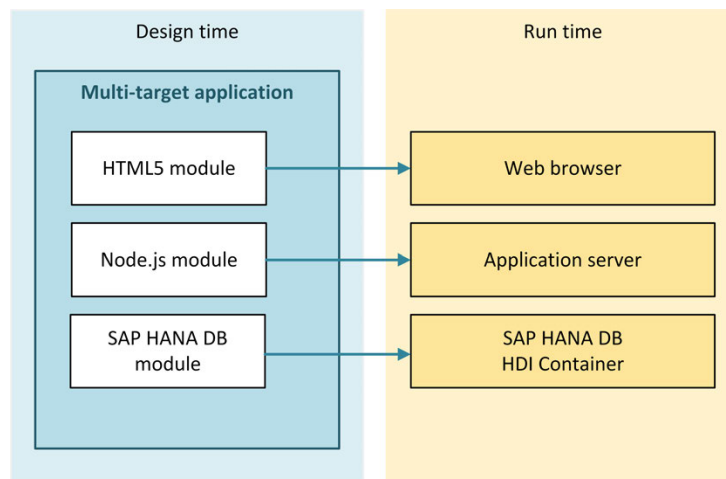 Design time
Run time
Multi-target application
HTML5 module
Web browser
Node.js module
Application server
SAP HANA DB
module
SAP HANA DB
HDI Container